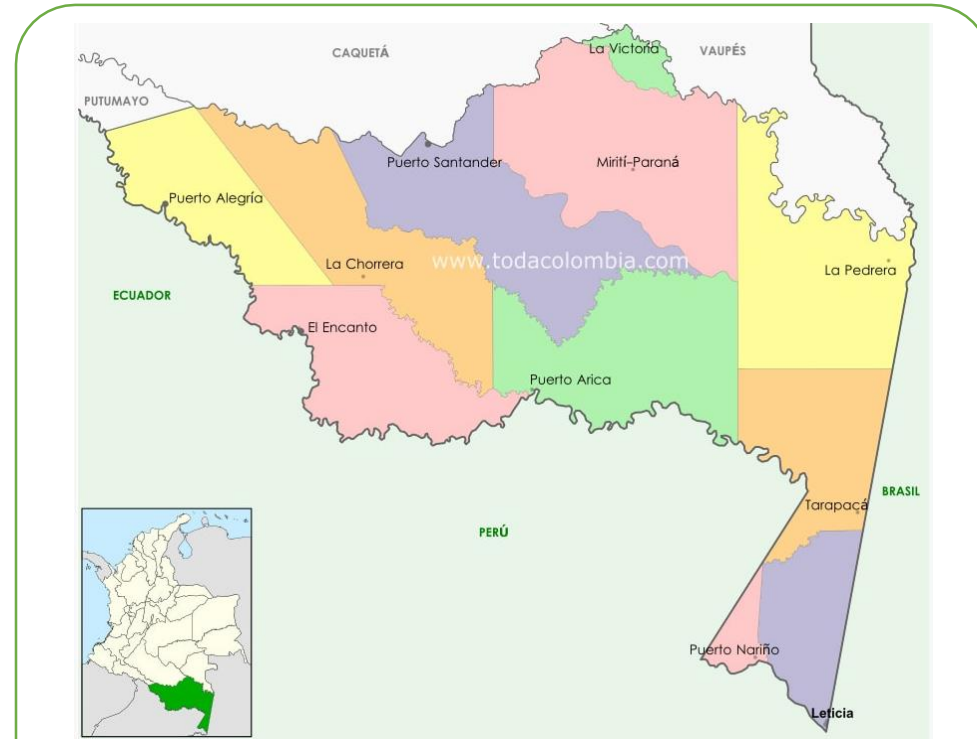 CAQUETÁ
La Victoria
VAUPÉS
PUTUMAYO
Puerto Santander
Mirití-Paraná
Puerto Alegría
www.todacolombia.com
La Chorrera
La Pedrera
ECUADOR
El Encanto
Puerto Arica
BRASIL
Tarapaçá
PERÚ
Puerto Nariño
Leticia